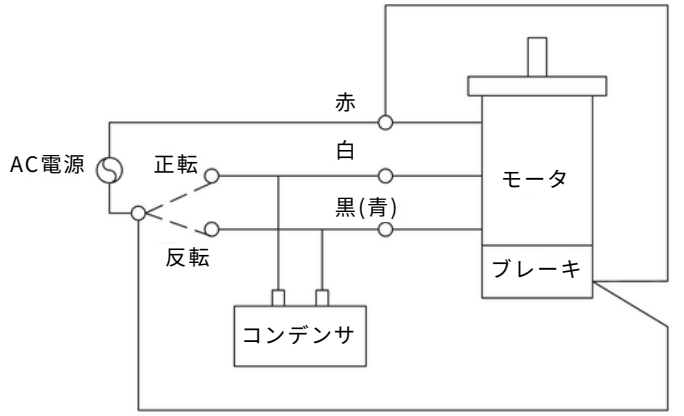 赤
白
AC電源
正転
モータ
黒(青)
反転
ブレーキ
コンデンサ